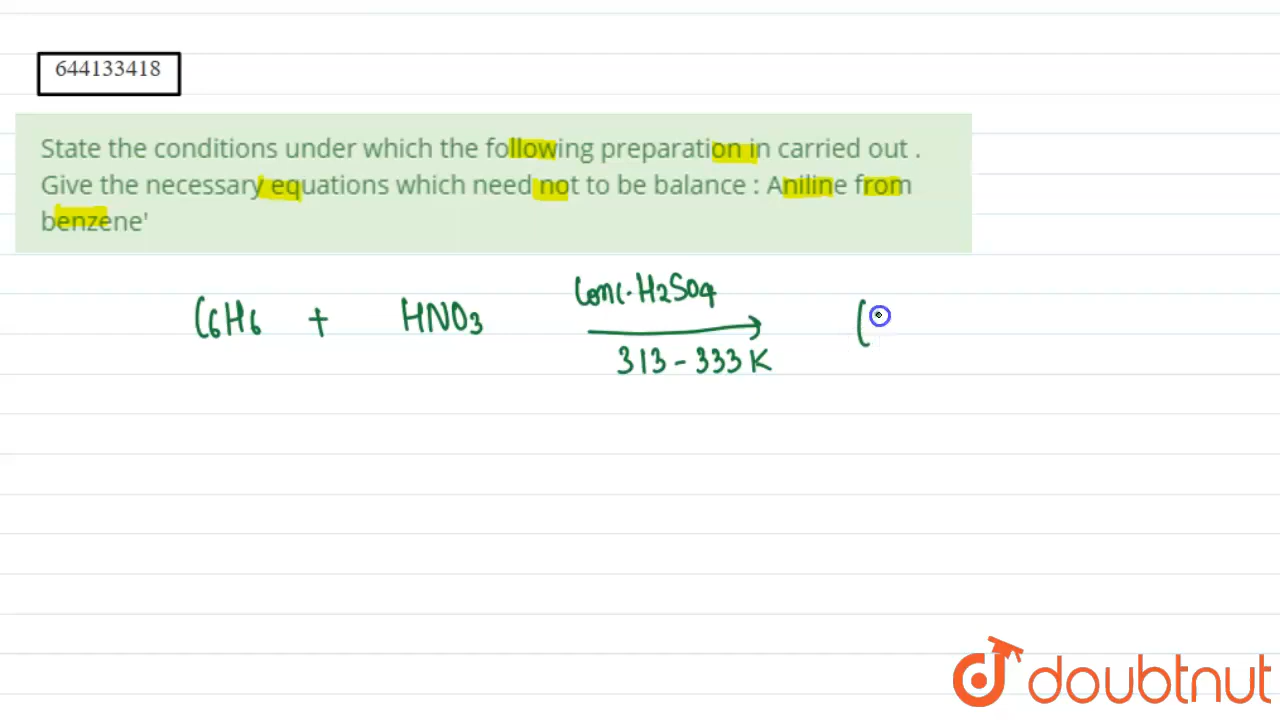 644133418
State the conditions under which the following preparation in carried out .
Give the necessary equations which need not to be balance : Aniline from
benzene'
C6H6 + HNO3 Conc. H2SO4 → 313-333K (
doubtnut